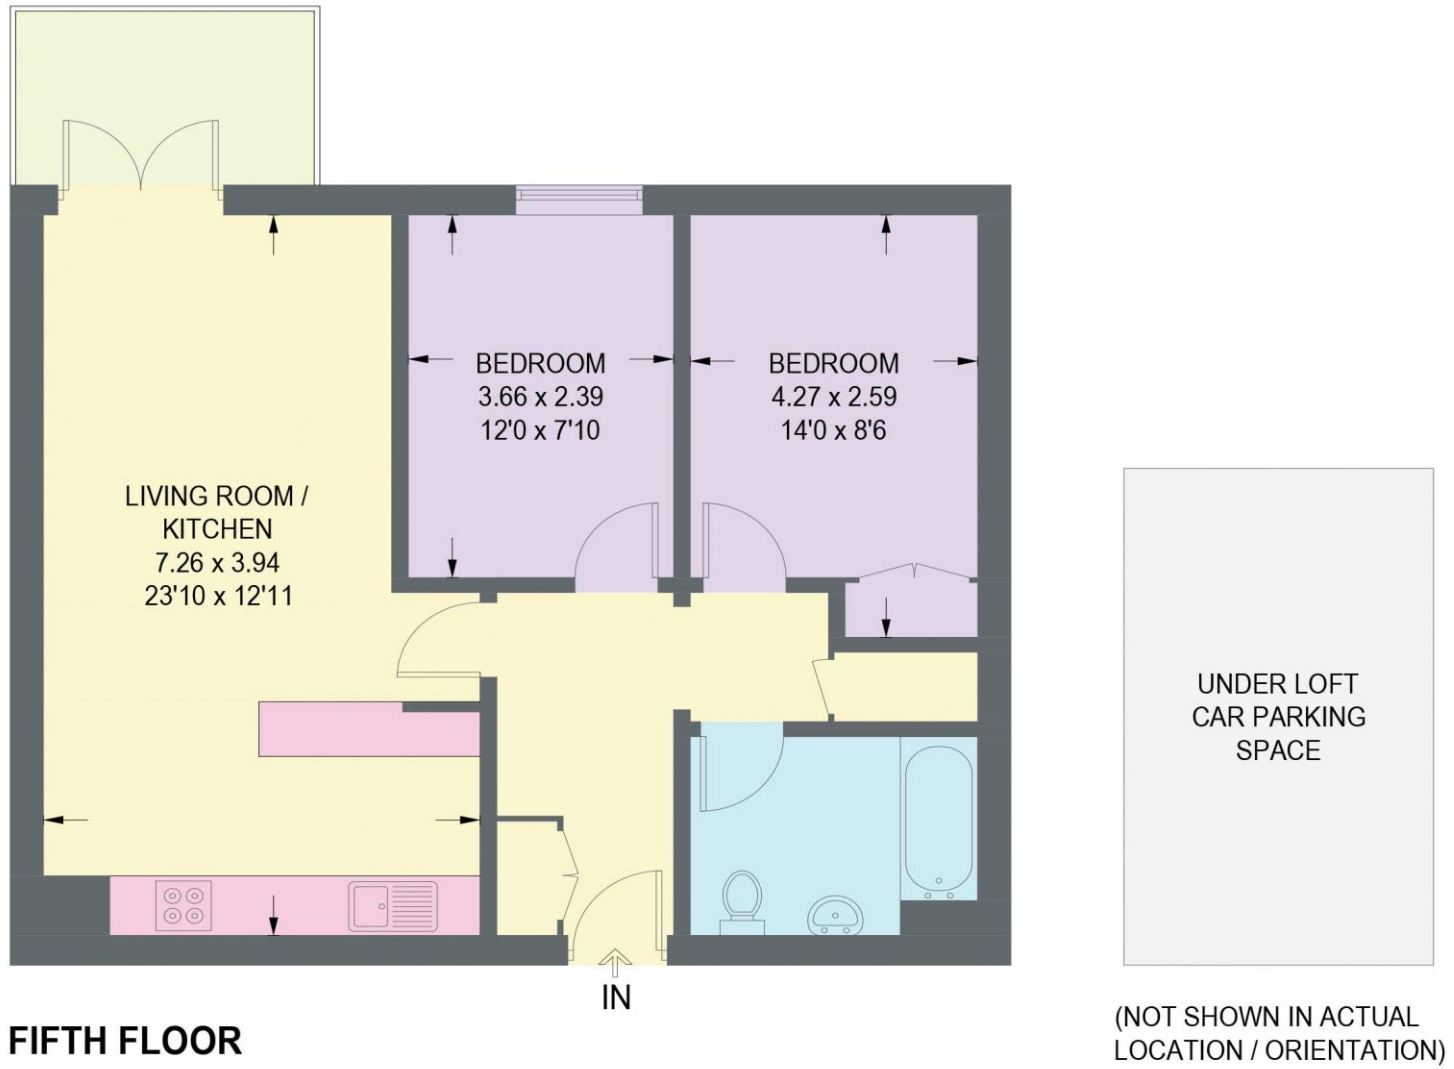 BEDROOM
3.66 x 2.39
12'0 x 7'10
BEDROOM
4.27 x 2.59
14'0 x 8'6
LIVING ROOM /
KITCHEN
7.26 x 3.94
23'10 x 12'11
UNDER LOFT
CAR PARKING
SPACE
IN
FIFTH FLOOR
(NOT SHOWN IN ACTUAL
LOCATION / ORIENTATION)